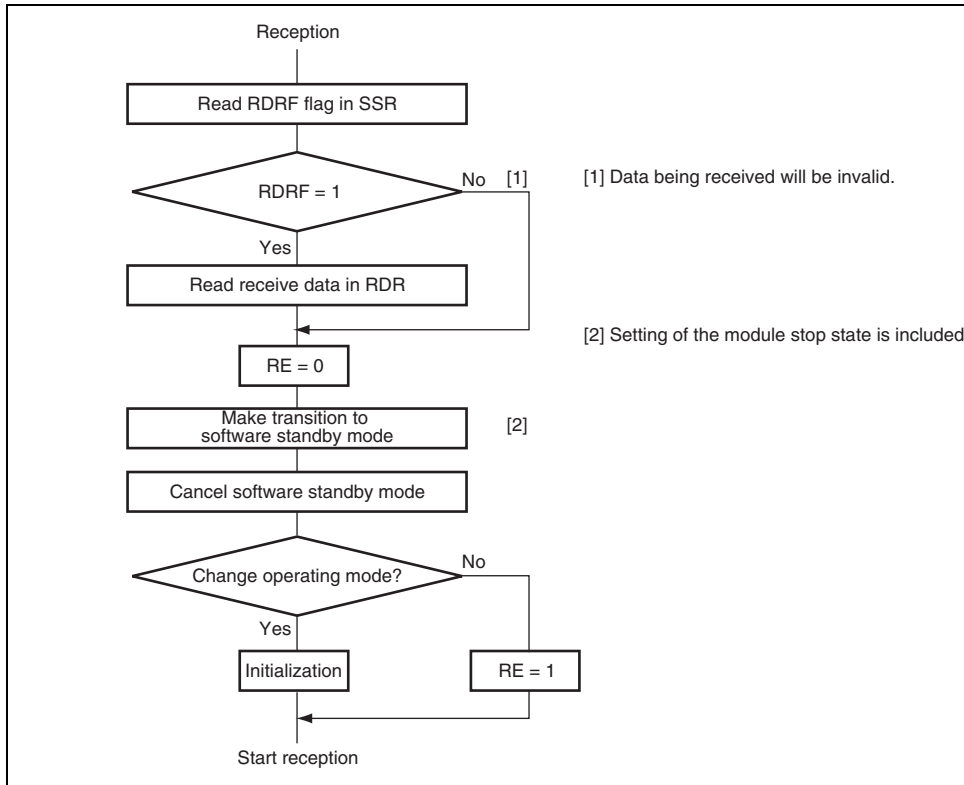 Reception
Read RDRF flag in SSR
RDRF = 1
No [1]
[1] Data being received will be invalid.
Yes
Read receive data in RDR
[2] Setting of the module stop state is included
RE = 0
Make transition to
software standby mode
[2]
Cancel software standby mode
Change operating mode?
No
Yes
Initialization
RE = 1
Start reception